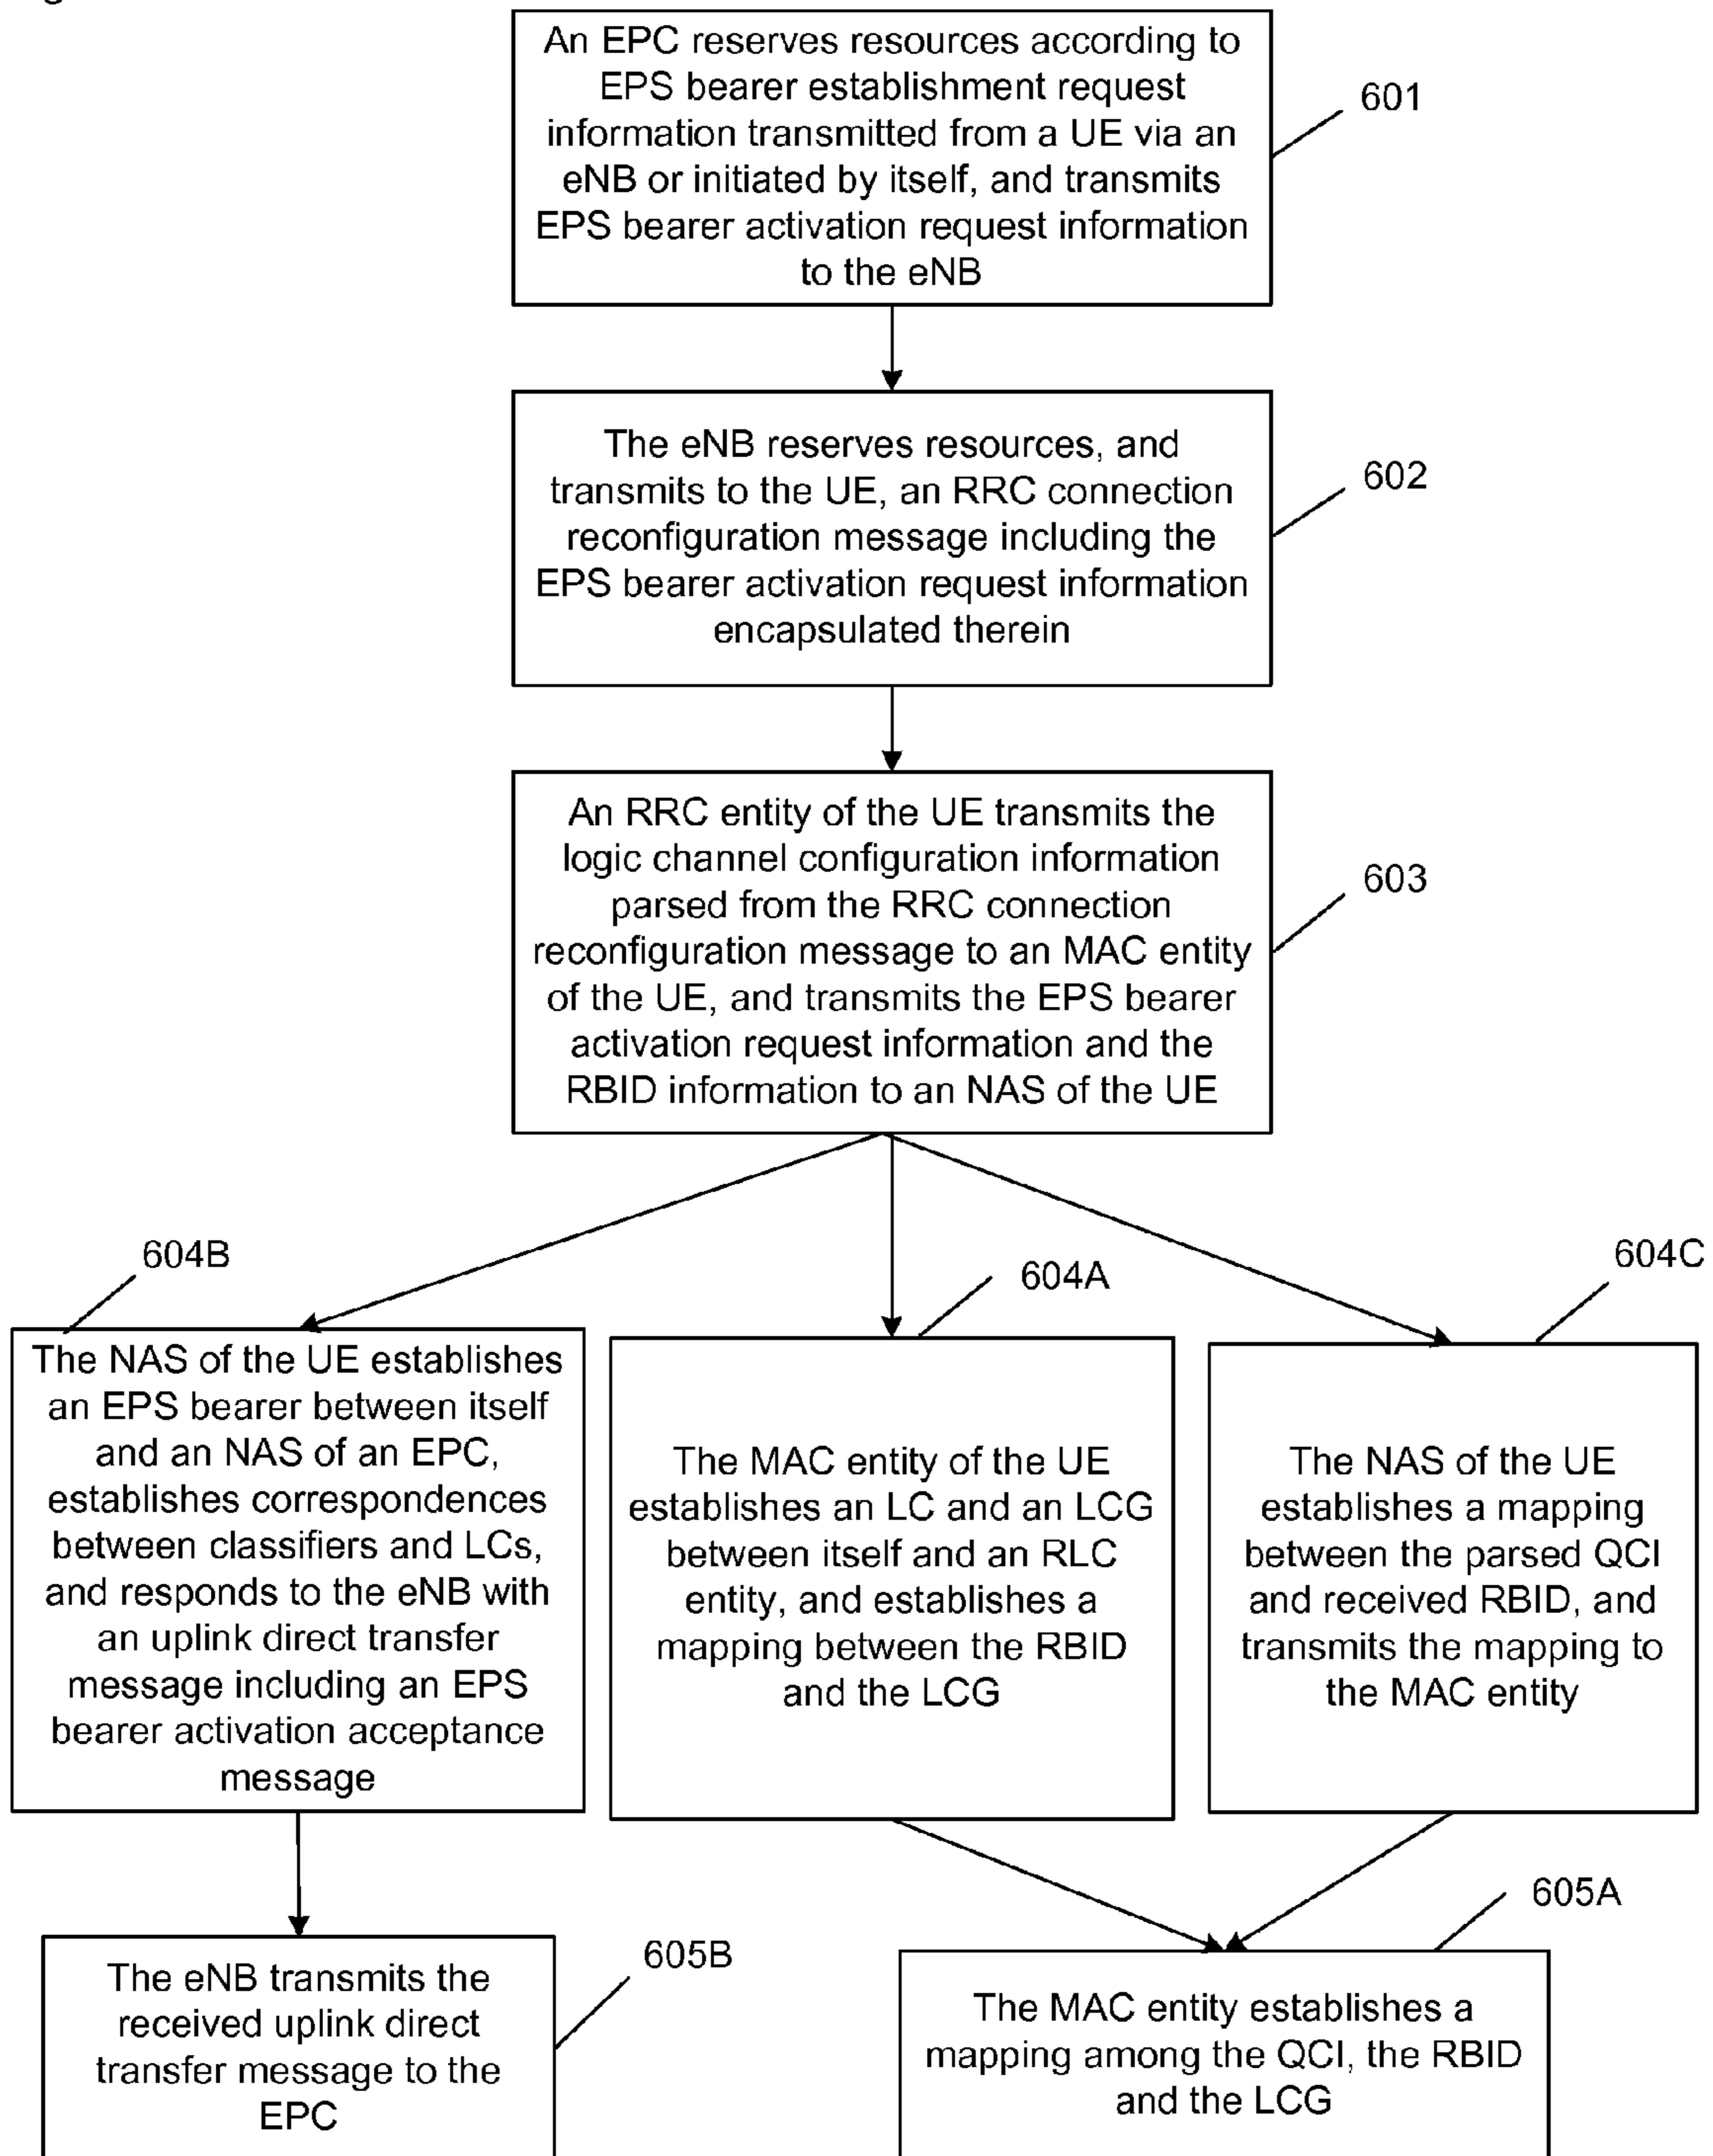 An EPC reserves resources according to
EPS bearer establishment request
information transmitted from a UE via an
eNB or initiated by itself, and transmits
EPS bearer activation request information
to the eNB
601
The eNB reserves resources, and
transmits to the UE, an RRC connection
reconfiguration message including the
EPS bearer activation request information
encapsulated therein
602
An RRC entity of the UE transmits the
logic channel configuration information
parsed from the RRC connection
reconfiguration message to an MAC entity
of the UE, and transmits the EPS bearer
activation request information and the
RBID information to an NAS of the UE
603
604B
The NAS of the UE establishes
an EPS bearer between itself
and an NAS of an EPC,
establishes correspondences
between classifiers and LCs,
and responds to the eNB with
an uplink direct transfer
message including an EPS
bearer activation acceptance
message
604A
The MAC entity of the UE
establishes an LC and an LCG
between itself and an RLC
entity, and establishes a
mapping between the RBID
and the LCG
604C
The NAS of the UE
establishes a mapping
between the parsed QCI
and received RBID, and
transmits the mapping to
the MAC entity
605B
The eNB transmits the
received uplink direct
transfer message to the
EPC
605A
The MAC entity establishes a
mapping among the QCI, the RBID
and the LCG